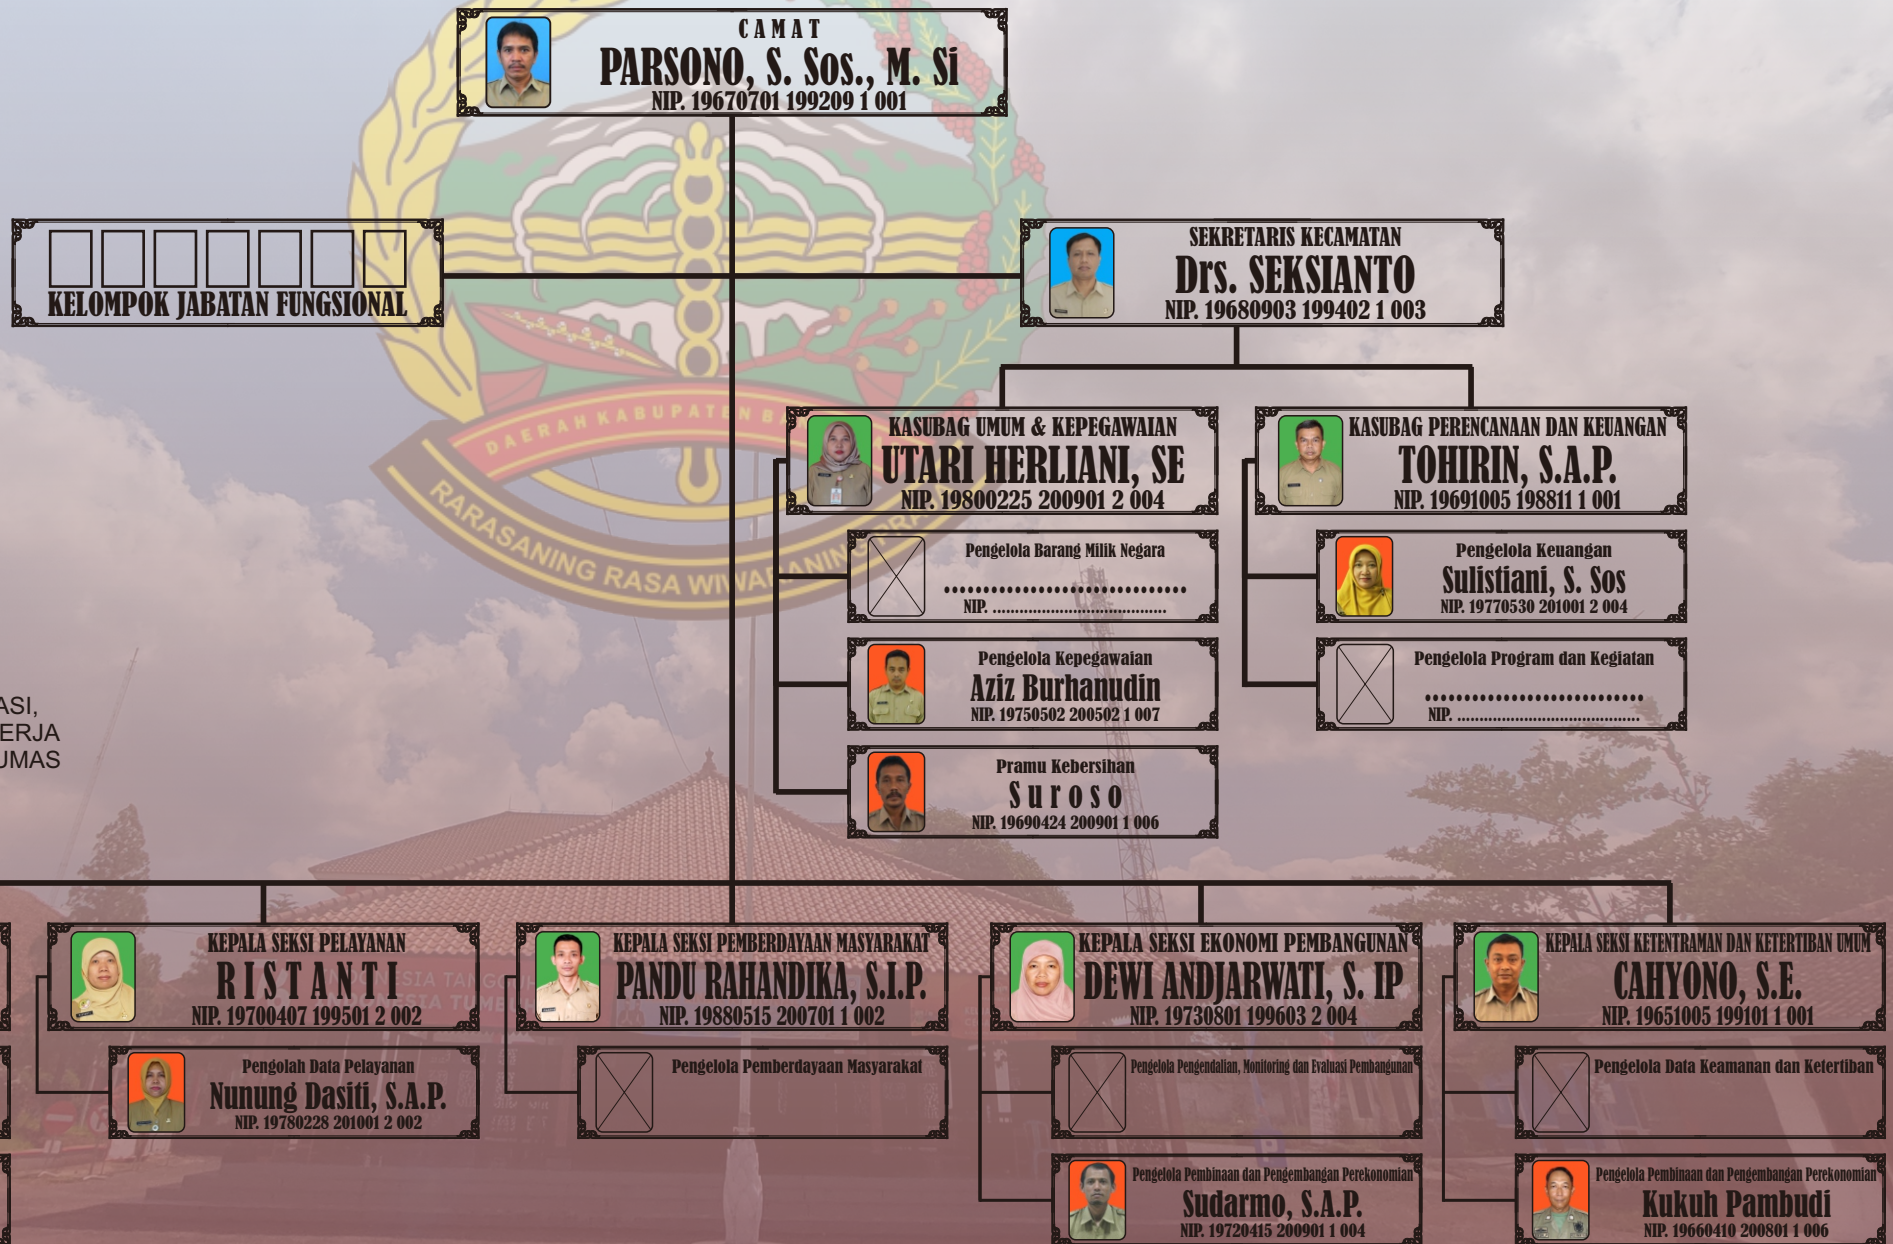 CAMAT
PARSONO, S. Sos., M. Si
NIP. 19670701 199209 1 001
KELOMPOK JABATAN FUNGSIONAL
SEKRETARIS KECAMATAN
Drs. SEKSIANTO
NIP. 19680903 199402 1 003
KASUBAG UMUM & KEPEGAWAIAN
UTARI HERLIANI, SE
NIP. 19800225 200901 2 004
KASUBAG PERENCANAAN DAN KEUANGAN
TOHIRIN, S.A.P.
NIP. 19691005 198811 1 001
DAERAH KABUPATEN
RARASANING RASA WIWARANING
Pengelola Barang Milik Negara
................................
NIP. ........................................
Pengelola Keuangan
Sulistiani, S. Sos
NIP. 19770530 201001 2 004
Pengelola Kepegawaian
Aziz Burhanudin
NIP. 19750502 200502 1 007
Pengelola Program dan Kegiatan
.............................
NIP. ..........................................
ASI,
ERJA
UMAS
Pramu Kebersihan
Suroso
NIP. 19690424 200901 1 006
KEPALA SEKSI PELAYANAN
RISTANTI
NIP. 19700407 199501 2 002
KEPALA SEKSI PEMBERDAYAAN MASYARAKAT
PANDU RAHANDIKA, S.I.P.
NIP. 19880515 200701 1 002
KEPALA SEKSI EKONOMI PEMBANGUNAN
DEWI ANDJARWATI, S. IP
NIP. 19730801 199603 2 004
KEPALA SEKSI KETENTRAMAN DAN KETERTIBAN UMUM
CAHYONO, S.E.
NIP. 19651005 199101 1 001
Pengolah Data Pelayanan
Nunung Dasiti, S.A.P.
NIP. 19780228 201001 2 002
Pengelola Pemberdayaan Masyarakat
Pengelola Pengendalian, Monitoring dan Evaluasi Pembangunan
Pengelola Data Keamanan dan Ketertiban
Pengelola Pembinaan dan Pengembangan Perekonomian
Sudarmo, S.A.P.
NIP. 19720415 200901 1 004
Pengelola Pembinaan dan Pengembangan Perekonomian
Kukuh Pambudi
NIP. 19660410 200801 1 006